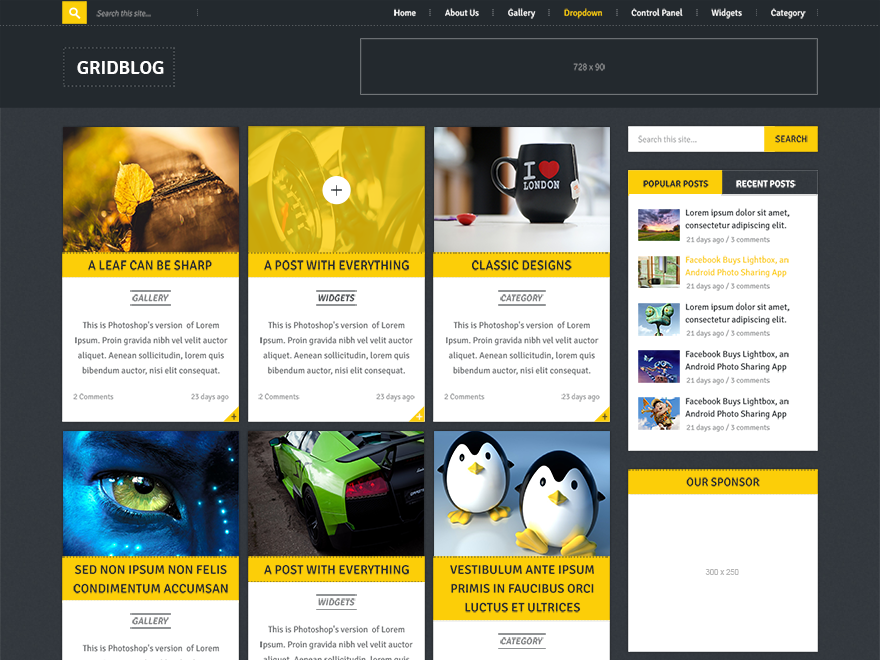 Search this site...
Home
About Us
Gallery
Dropdown
Control Panel
Widgets
Category
GRIDBLOG
728 x 90
I
LONDON
A LEAF CAN BE SHARP
GALLERY
This is Photoshop's version of Lorem
Ipsum. Proin gravida nibh vel velit auctor
aliquet. Aenean sollicitudin, lorem quis
bibendum auctor, nisi elit consequat.
2 Comments
23 days ago
+
+
A POST WITH EVERYTHING
WIDGETS
This is Photoshop's version of Lorem
Ipsum. Proin gravida nibh vel velit auctor
aliquet. Aenean sollicitudin, lorem quis
bibendum auctor, nisi elit consequat.
2 Comments
23 days ago
+
CLASSIC DESIGNS
CATEGORY
This is Photoshop's version of Lorem
Ipsum. Proin gravida nibh vel velit auctor
aliquet. Aenean sollicitudin, lorem quis
bibendum auctor, nisi elit consequat.
2 Comments
23 days ago
+
SED NON IPSUM NON FELIS
CONDIMENTUM ACCUMSAN
GALLERY
This is Photoshop's version of Lorem
A POST WITH EVERYTHING
WIDGETS
This is Photoshop's version of Lorem
Ipsum. Proin gravida nibh vel velit auctor
aliquet. Aenean sollicitudin, lorem quis
VESTIBULUM ANTE IPSUM
PRIMIS IN FAUCIBUS ORCI
LUCTUS ET ULTRICES
CATEGORY
Search this site...
SEARCH
POPULAR POSTS
RECENT POSTS
Lorem ipsum dolor sit amet,
consectetur adipiscing elit.
21 days ago / 3 comments
Facebook Buys Lightbox, an
Android Photo Sharing App
21 days ago / 3 comments
Lorem ipsum dolor sit amet,
consectetur adipiscing elit.
21 days ago / 3 comments
Facebook Buys Lightbox, an
Android Photo Sharing App
21 days ago / 3 comments
Facebook Buys Lightbox, an
Android Photo Sharing App
21 days ago / 3 comments
OUR SPONSOR
300 x 250